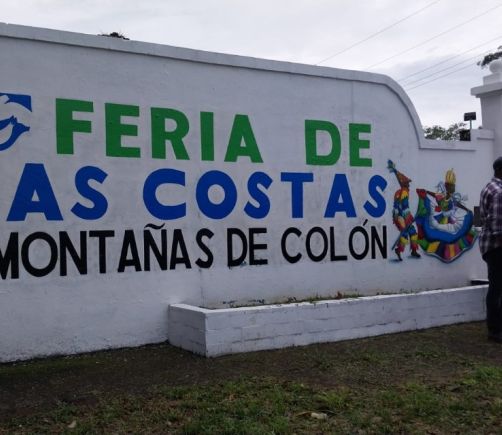 FERIA DE
AS COSTAS
MONTAÑAS DE COLÓN